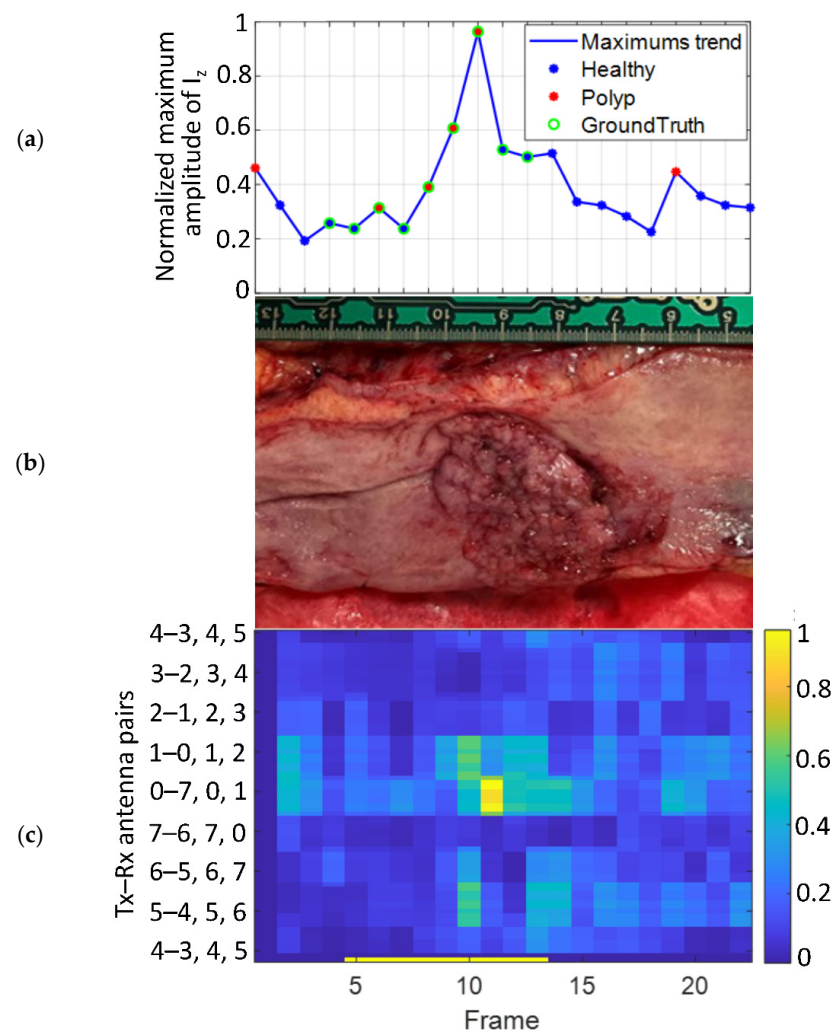 (a)
Normalized maximum
amplitude of Iz
1
0.8
0.6
0.4
0.2
0
Maximums trend
Healthy
Polyp
GroundTruth
(b)
13 12 11 10 9 8 7 6 5
(c)
Tx–Rx antenna pairs
4–3, 4, 5
3–2, 3, 4
2–1, 2, 3
1–0, 1, 2
0–7, 0, 1
7–6, 7, 0
6–5, 6, 7
5–4, 5, 6
4–3, 4, 5
5 10 15 20
Frame
1
0.8
0.6
0.4
0.2
0